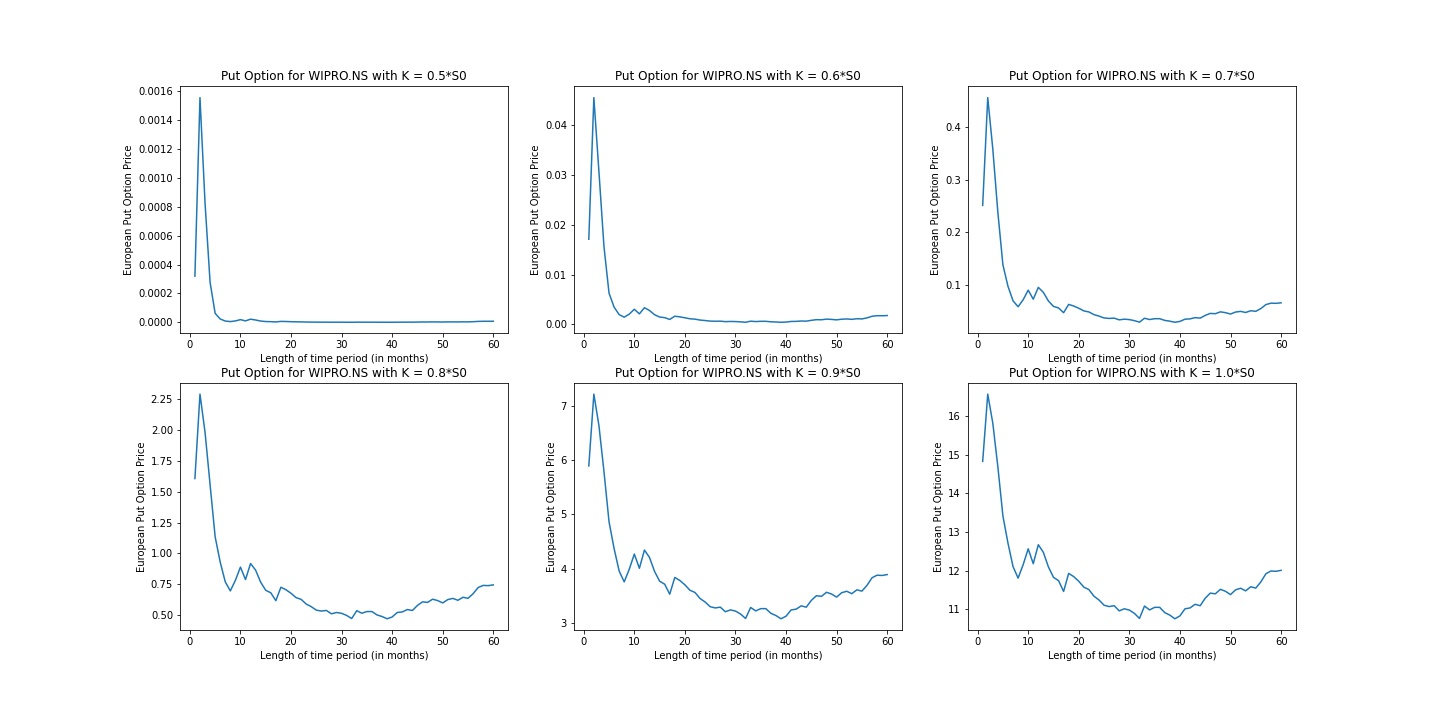 Put Option for WIPRO.NS with K = 0.5*S0
European Put Option Price
0.0016
0.0014
0.0012
0.0010
0.0008
0.0006
0.0004
0.0002
0.0000
0 10 20 30 40 50 60
Length of time period (in months)
Put Option for WIPRO.NS with K = 0.6*S0
European Put Option Price
0.04
0.03
0.02
0.01
0.00
0 10 20 30 40 50 60
Length of time period (in months)
Put Option for WIPRO.NS with K = 0.7*S0
European Put Option Price
0.4
0.3
0.2
0.1
0 10 20 30 40 50 60
Length of time period (in months)
Put Option for WIPRO.NS with K = 0.8*S0
European Put Option Price
2.25
2.00
1.75
1.50
1.25
1.00
0.75
0.50
0 10 20 30 40 50 60
Length of time period (in months)
Put Option for WIPRO.NS with K = 0.9*S0
European Put Option Price
7
6
5
4
3
0 10 20 30 40 50 60
Length of time period (in months)
Put Option for WIPRO.NS with K = 1.0*S0
European Put Option Price
16
15
14
13
12
11
0 10 20 30 40 50 60
Length of time period (in months)